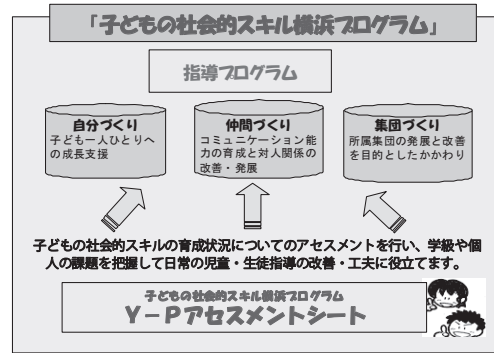 「子どもの社会的スキル横浜プログラム」
指導プログラム
自分づくり
子ども一人ひとりへ
の成長支援
仲間づくり
コミュニケーション能
力の育成と対人関係の
改善・発展
集団づくり
所属集団の発展と改善
を目的としたかかわり
子どもの社会的スキルの育成状況についてのアセスメントを行い、学級や個
人の課題を把握して日常の児童・生徒指導の改善・工夫に役立てます。
子どもの社会的スキル横浜プログラム
Y－Pアセスメントシート